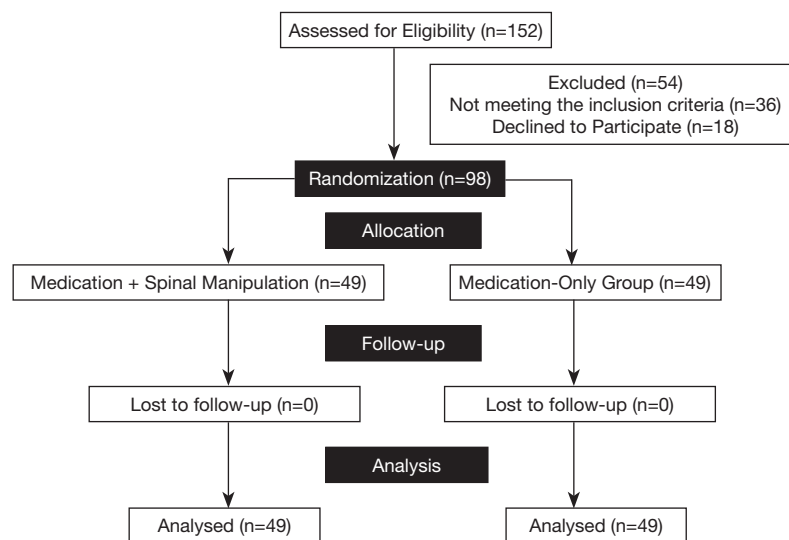 Assessed for Eligibility (n=152)
Excluded (n=54)
Not meeting the inclusion criteria (n=36)
Declined to Participate (n=18)
Randomization (n=98)
Allocation
Medication + Spinal Manipulation (n=49)
Medication-Only Group (n=49)
Follow-up
Lost to follow-up (n=0)
Lost to follow-up (n=0)
Analysis
Analysed (n=49)
Analysed (n=49)